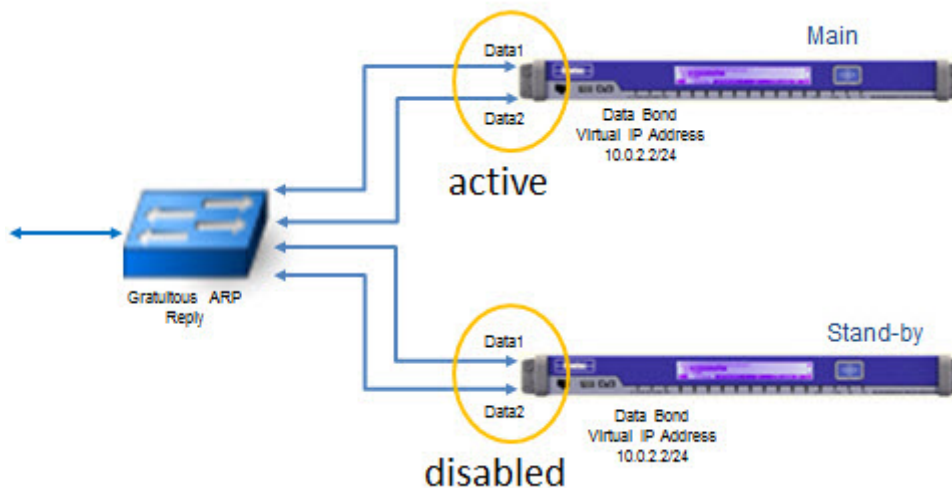 Main
Data1
Data2
Data Bond
Virtual IP Address
10.0.2.2/24
active
Gratuitous ARP
Reply
Stand-by
Data1
Data2
Data Bond
Virtual IP Address
10.0.2.2/24
disabled